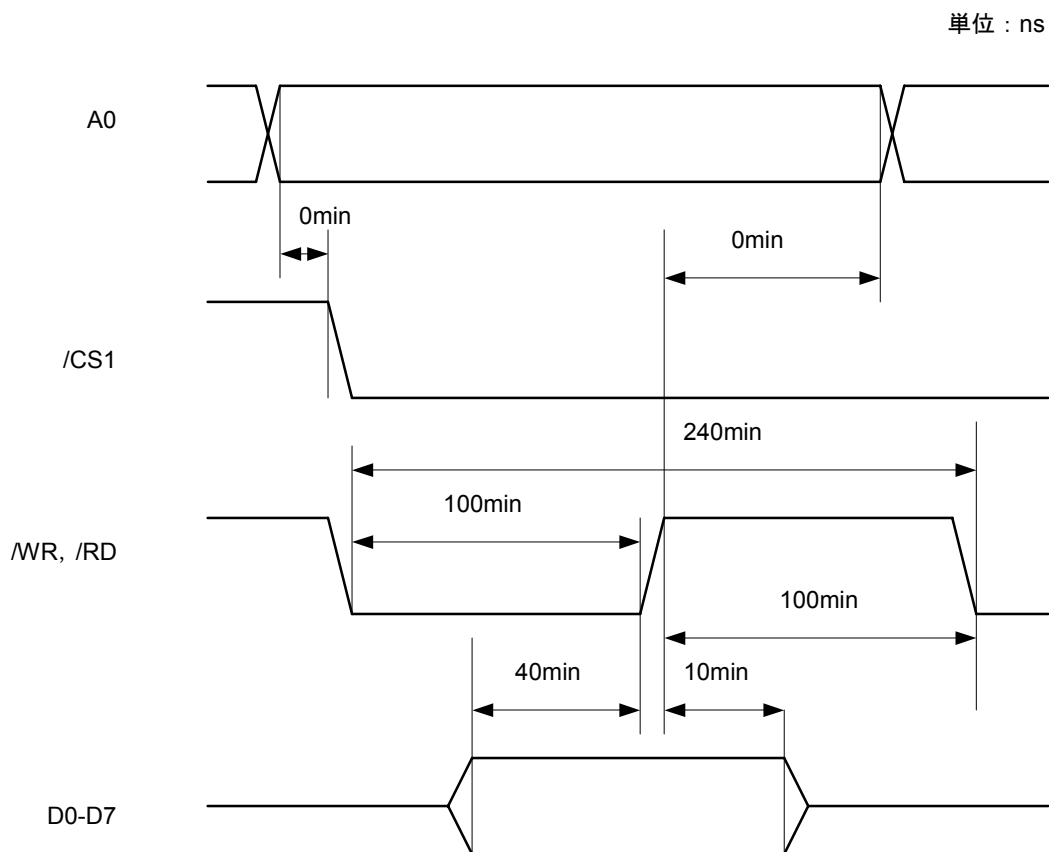 単位：ns
A0
0min
0min
/CS1
240min
100min
/WR, /RD
100min
40min
10min
D0-D7